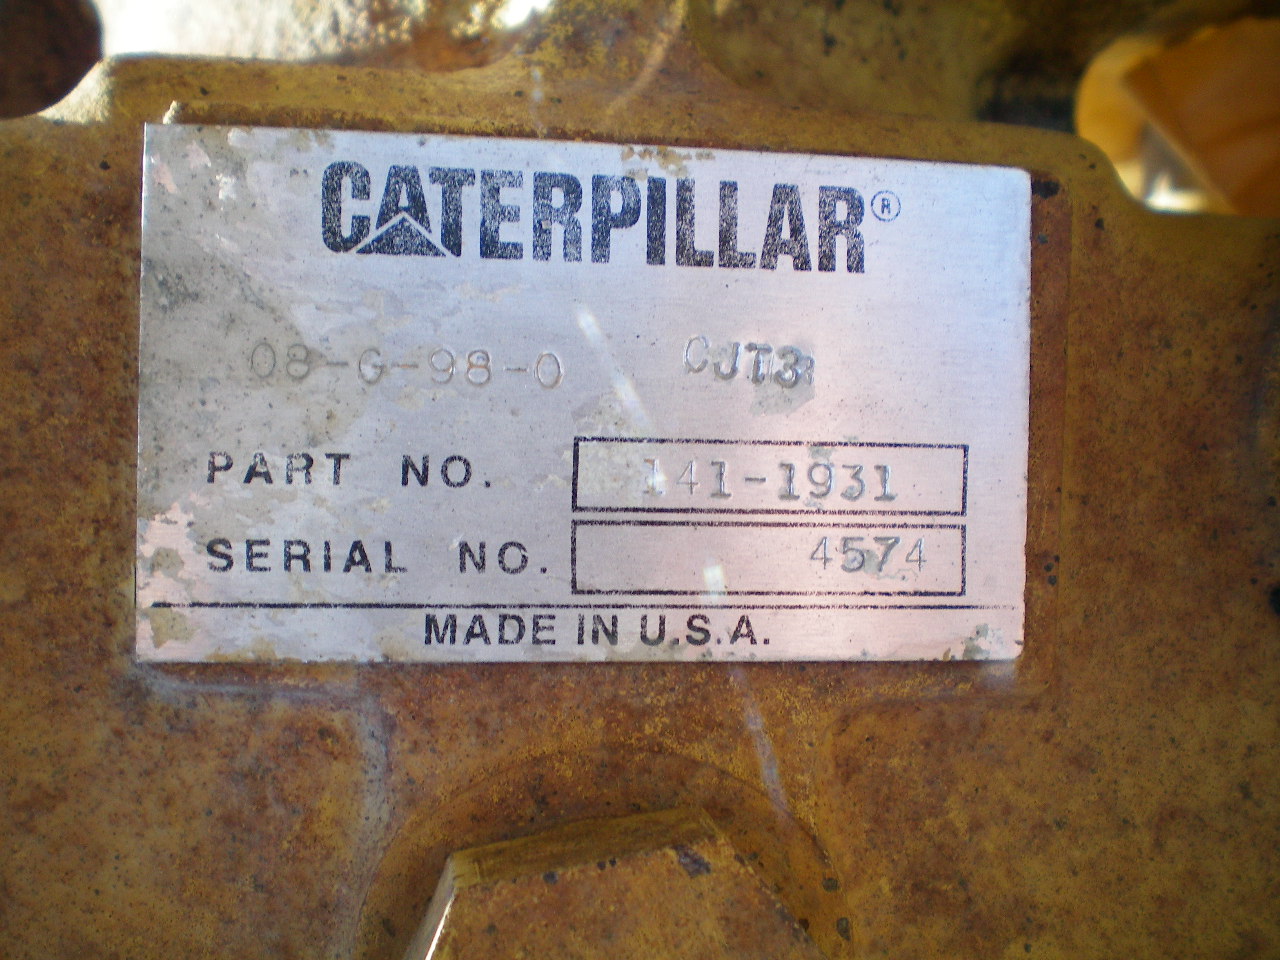 CATERPILLAR®
08-G-98-0 CJT3
PART NO. 141-1931
SERIAL NO. 4574
MADE IN U.S.A.